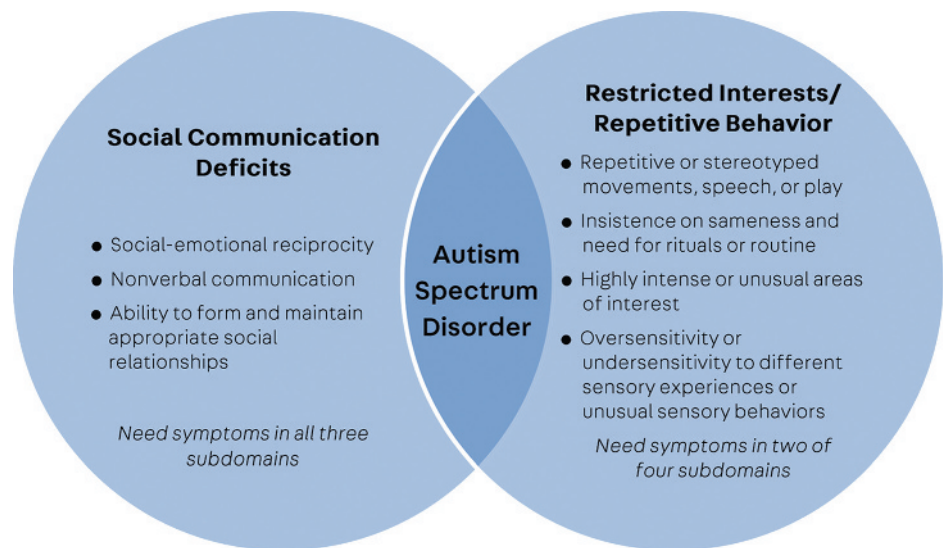 Social Communication
Deficits
● Social-emotional reciprocity
● Nonverbal communication
● Ability to form and maintain
appropriate social
relationships
Need symptoms in all three
subdomains
Autism
Spectrum
Disorder
Restricted Interests/
Repetitive Behavior
● Repetitive or stereotyped
movements, speech, or play
● Insistence on sameness and
need for rituals or routine
● Highly intense or unusual areas
of interest
● Oversensitivity or
undersensitivity to different
sensory experiences or
unusual sensory behaviors
Need symptoms in two of
four subdomains